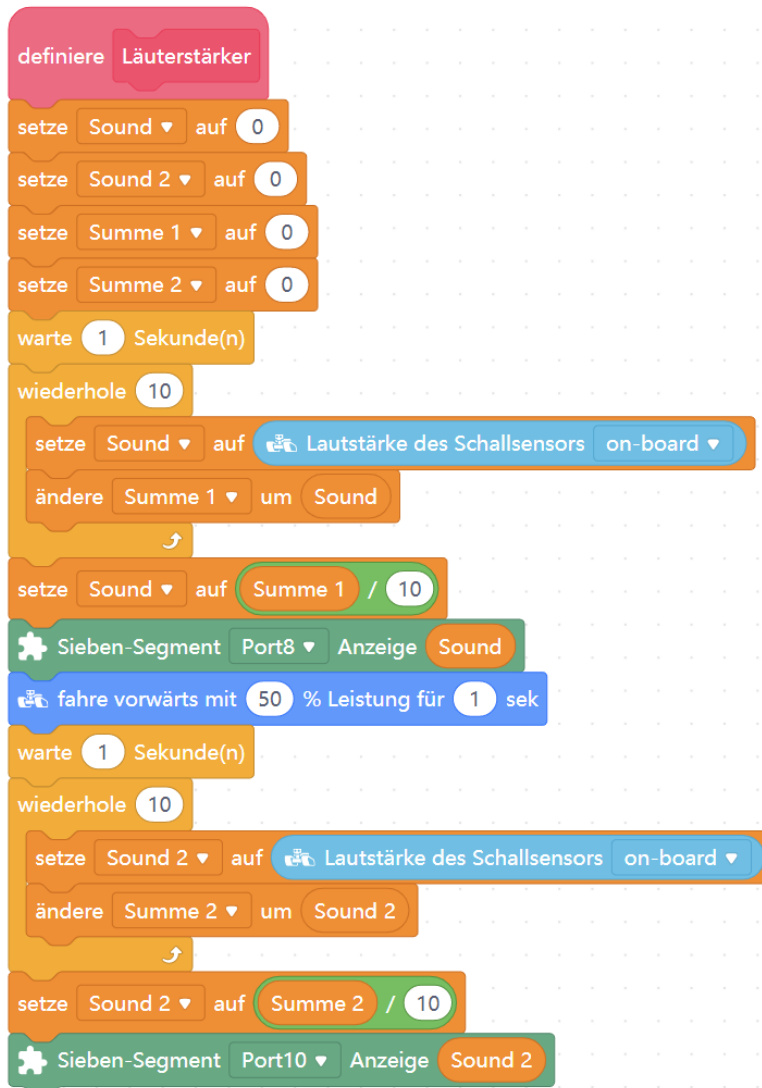 definiere Läuterstärker
setze Sound ▾ auf 0
setze Sound 2 ▾ auf 0
setze Summe 1 ▾ auf 0
setze Summe 2 ▾ auf 0
warte 1 Sekunde(n)
wiederhole 10
setze Sound ▾ auf Lautstärke des Schallsensors on-board ▾
ändere Summe 1 ▾ um Sound
setze Sound ▾ auf Summe 1 / 10
Sieben-Segment Port8 ▾ Anzeige Sound
fahre vorwärts mit 50 % Leistung für 1 sek
warte 1 Sekunde(n)
wiederhole 10
setze Sound 2 ▾ auf Lautstärke des Schallsensors on-board ▾
ändere Summe 2 ▾ um Sound 2
setze Sound 2 ▾ auf Summe 2 / 10
Sieben-Segment Port10 ▾ Anzeige Sound 2